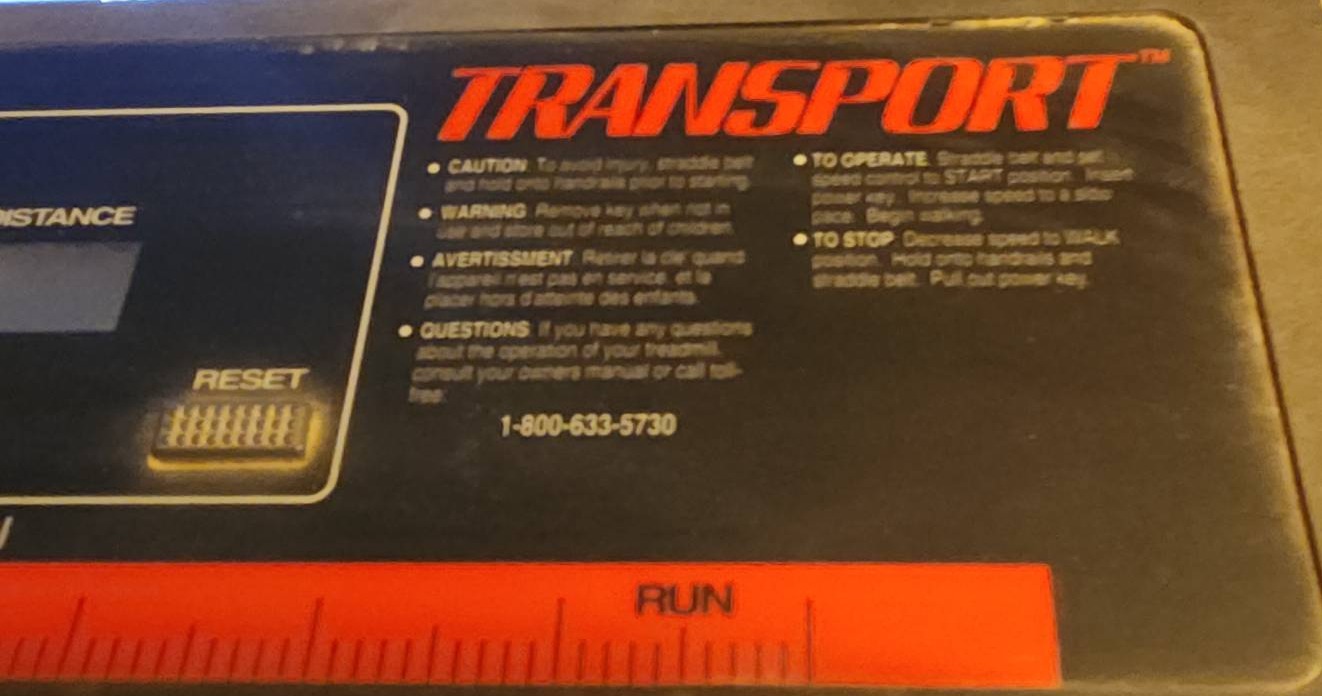 TRANSPORT™
• CAUTION: To avoid injury, straddle belt
and hold onto handrails prior to starting.
• WARNING: Remove key when not in
use and store out of reach of children.
• AVERTISSMENT: Retirer la clé quand
l'appareil n'est pas en service, et la
placer hors d'atteinte des enfants.
• QUESTIONS: If you have any questions
about the operation of your treadmill,
consult your owners manual or call toll-
free:
1-800-633-5730
• TO OPERATE: Straddle belt and set
speed control to START position. Insert
power key. Increase speed to a slow
pace. Begin walking.
• TO STOP: Decrease speed to WALK
position. Hold onto handrails and
straddle belt. Pull out power key.
DISTANCE
RESET
RUN